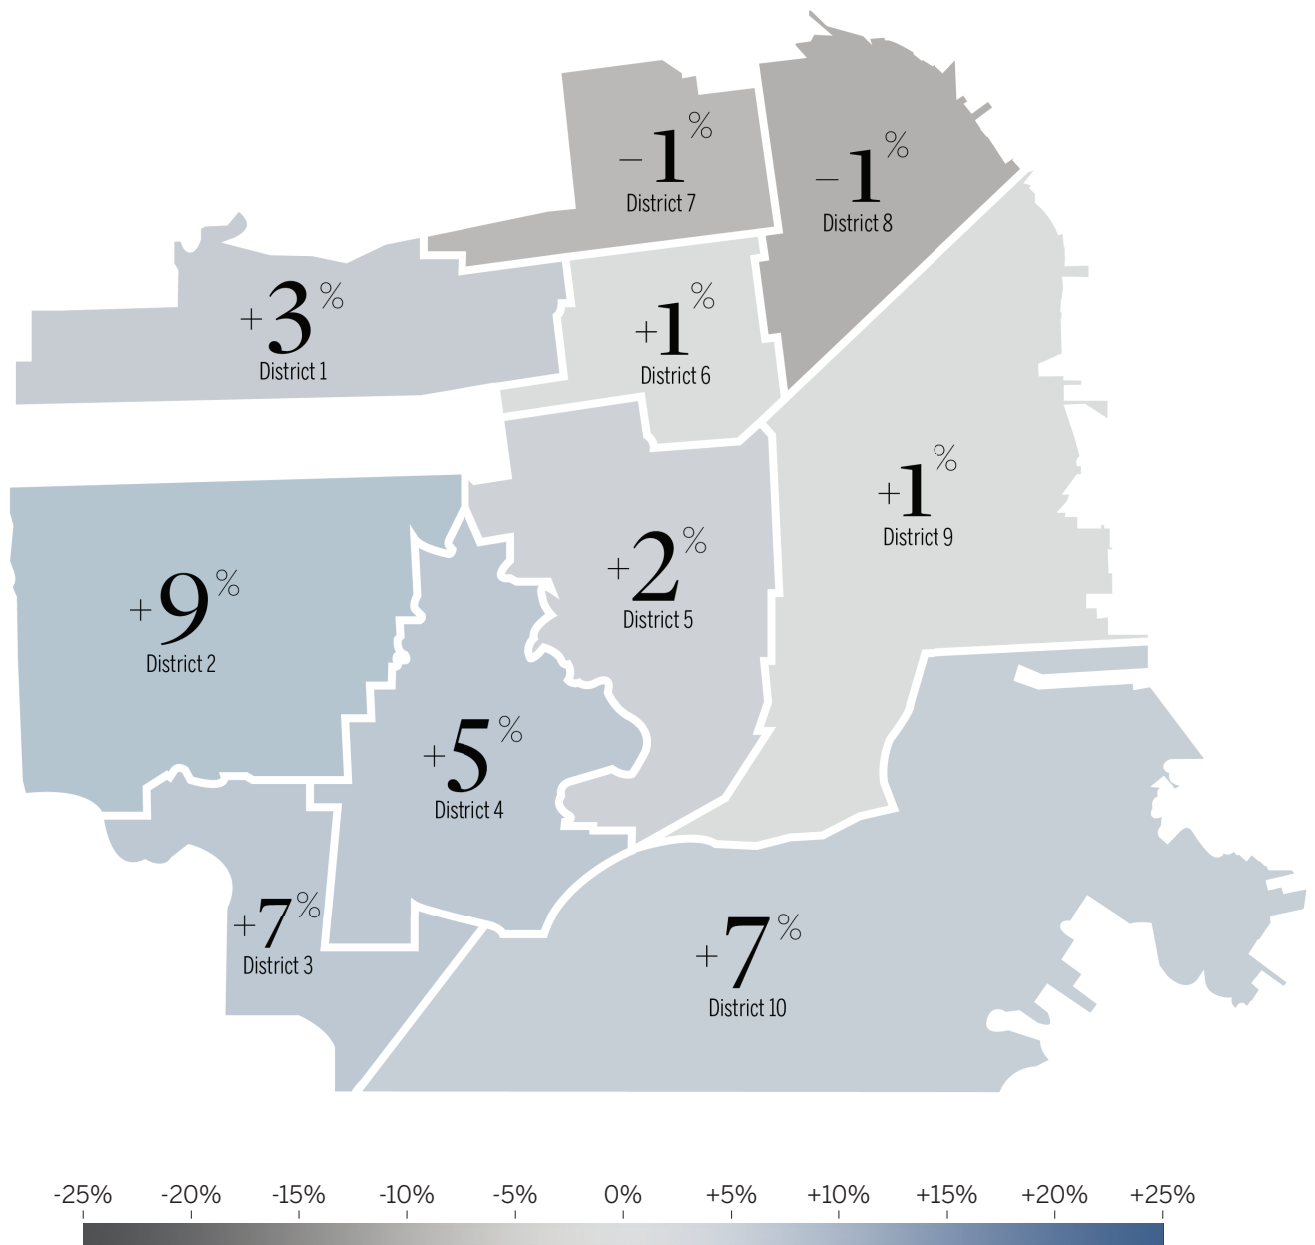 −1%
District 7
−1%
District 8
+3%
District 1
+1%
District 6
+1%
District 9
+2%
District 5
+9%
District 2
+5%
District 4
+7%
District 3
+7%
District 10
-25% -20% -15% -10% -5% 0% +5% +10% +15% +20% +25%